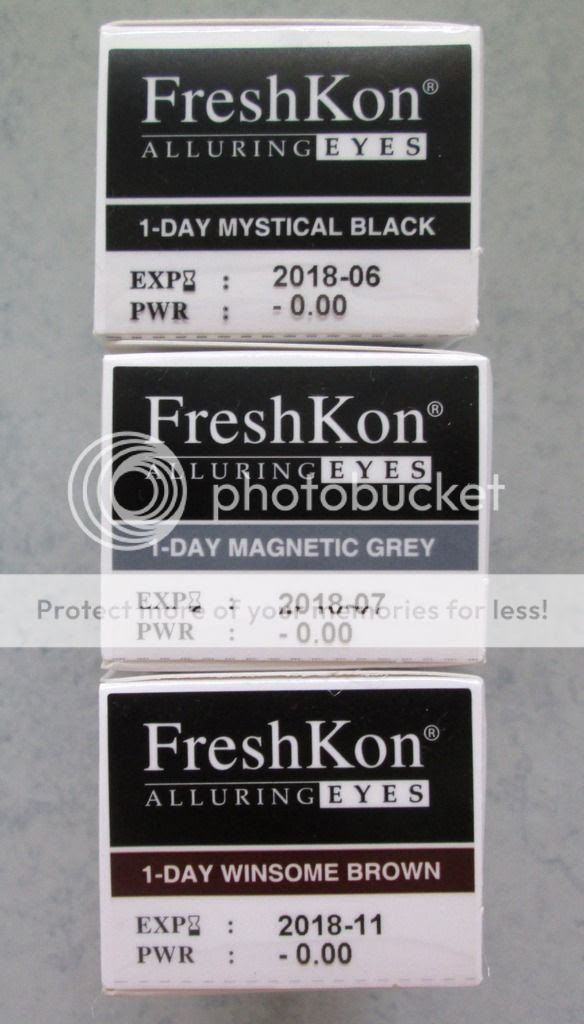 FreshKon®
ALLURING EYES
1-DAY MYSTICAL BLACK
EXP⌛ : 2018-06
PWR : - 0.00
FreshKon®
ALLURING EYES
photobucket
1-DAY MAGNETIC GREY
EXP⌛ : 2018-07
Protect more of your memories for less!
PWR : - 0.00
FreshKon®
ALLURING EYES
1-DAY WINSOME BROWN
EXP⌛ : 2018-11
PWR : - 0.00